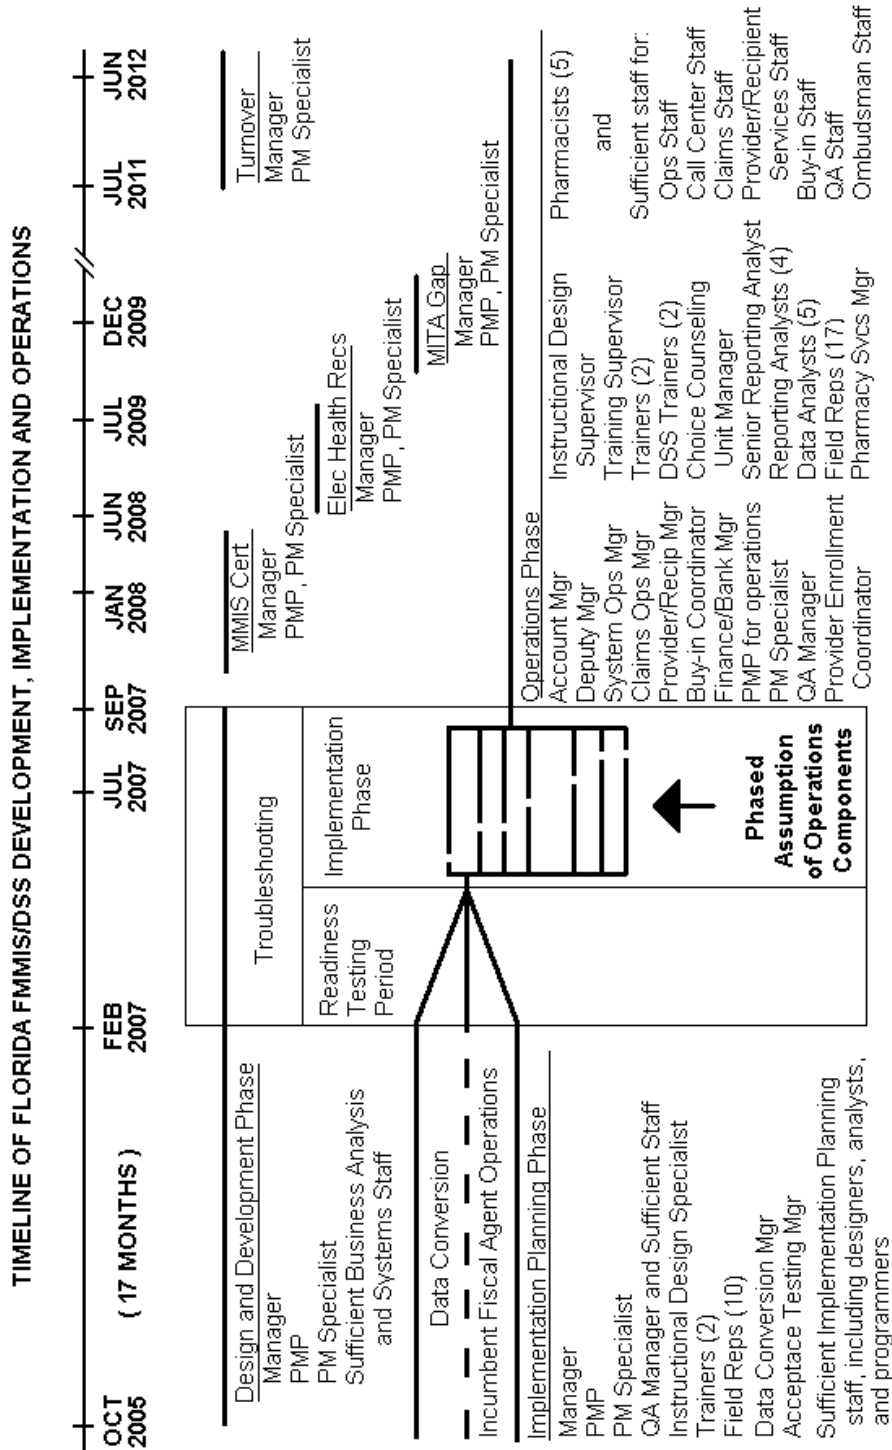 TIMELINE OF FLORIDA FMMIS/DSS DEVELOPMENT, IMPLEMENTATION AND OPERATIONS
OCT
2005
( 17 MONTHS )
FEB
2007
JUL
2007
SEP
2007
JAN
2008
JUN
2008
JUL
2009
DEC
2009
JUL
2011
JUN
2012
Design and Development Phase
Manager
PMP
PM Specialist
Sufficient Business Analysis
and Systems Staff
Data Conversion
Incumbent Fiscal Agent Operations
Implementation Planning Phase
Manager
PMP
PM Specialist
QA Manager and Sufficient Staff
Instructional Design Specialist
Trainers (2)
Field Reps (10)
Data Conversion Mgr
Acceptace Testing Mgr
Sufficient Implementation Planning
staff, including designers, analysts,
and programmers
Troubleshooting
Readiness
Testing
Period
Implementation
Phase
Phased
Assumption
of Operations
Components
MMIS Cert
Manager
PMP, PM Specialist
Elec Health Recs
Manager
PMP, PM Specialist
MITA Gap
Manager
PMP, PM Specialist
Turnover
Manager
PM Specialist
Operations Phase
Account Mgr
Deputy Mgr
System Ops Mgr
Claims Ops Mgr
Provider/Recip Mgr
Buy-in Coordinator
Finance/Bank Mgr
PMP for operations
PM Specialist
QA Manager
Provider Enrollment
Coordinator
Instructional Design
Supervisor
Training Supervisor
Trainers (2)
DSS Trainers (2)
Choice Counseling
Unit Manager
Senior Reporting Analyst
Reporting Analysts (4)
Data Analysts (5)
Field Reps (17)
Pharmacy Svcs Mgr
Pharmacists (5)
and
Sufficient staff for:
Ops Staff
Call Center Staff
Claims Staff
Provider/Recipient
Services Staff
Buy-in Staff
QA Staff
Ombudsman Staff